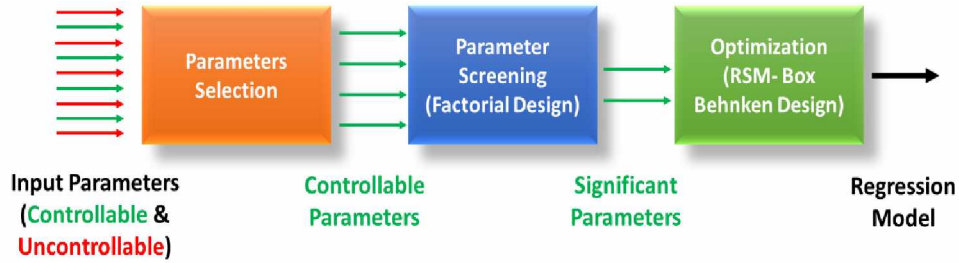 Parameters
Selection
Parameter
Screening
(Factorial Design)
Optimization
(RSM- Box
Behnken Design)
Input Parameters
(Controllable &
Uncontrollable)
Controllable
Parameters
Significant
Parameters
Regression
Model